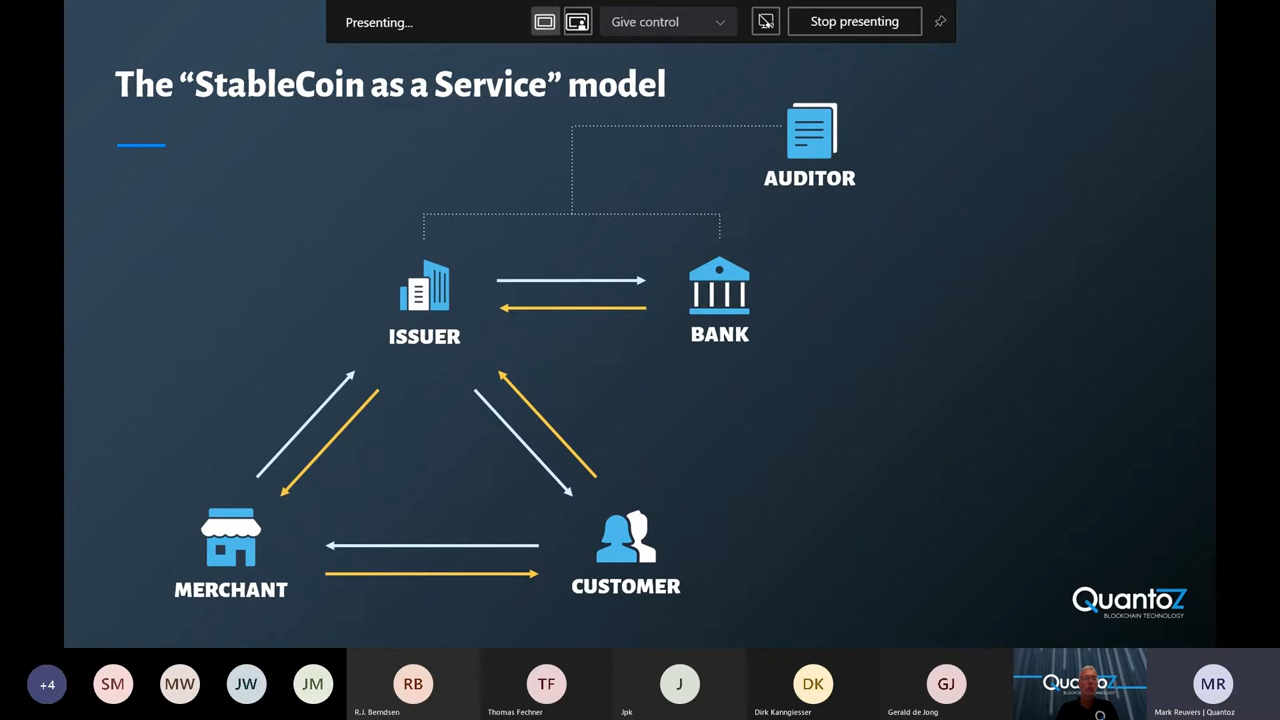 Presenting...
Give control
Stop presenting
The “StableCoin as a Service” model
AUDITOR
ISSUER
BANK
MERCHANT
CUSTOMER
QuantoZ
BLOCKCHAIN TECHNOLOGY
+4
SM
MW
JW
JM
RB
R.J. Berndsen
TF
Thomas Fechner
J
Jpk
DK
Dirk Kanngiesser
GJ
Gerald de Jong
MR
Mark Reuvers | Quantoz